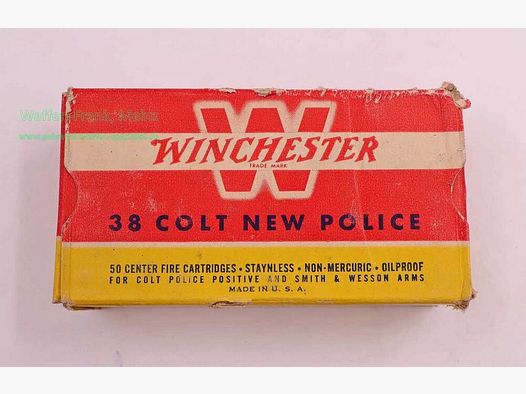 Waffen Frank, Mainz
W
WINCHESTER
TRADE MARK
38 COLT NEW POLICE
50 CENTER FIRE CARTRIDGES • STAYNLESS • NON-MERCURIC • OILPROOF
FOR COLT POLICE POSITIVE AND SMITH & WESSON ARMS
MADE IN U. S. A.